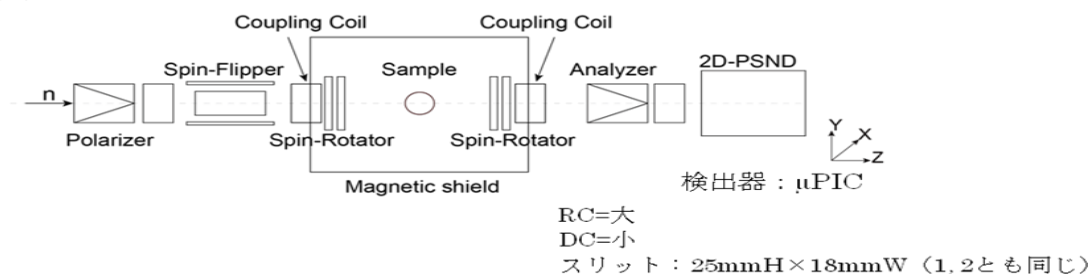 Coupling Coil
Coupling Coil
Spin-Flipper
Sample
Analyzer
2D-PSND
n
Polarizer
Spin-Rotator
Spin-Rotator
Magnetic shield
Y
X
Z
検出器：μPIC
RC=大
DC=小
スリット：25mmH×18mmW（1, 2とも同じ）